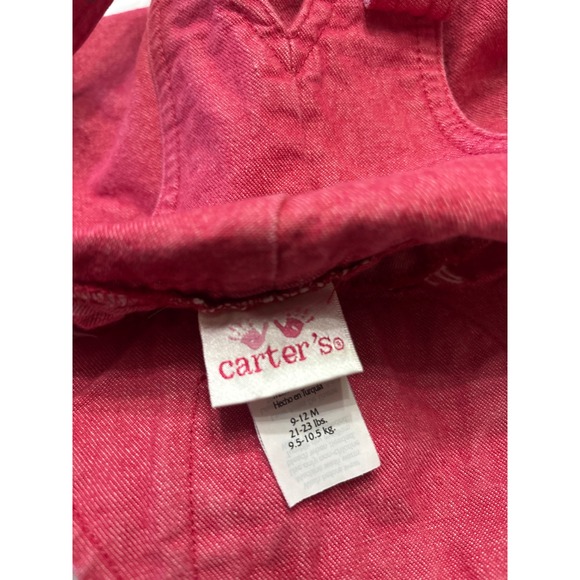 carter's®
Hecho en Turquia
9-12 M
21-23 lbs.
9.5-10.5 kg.